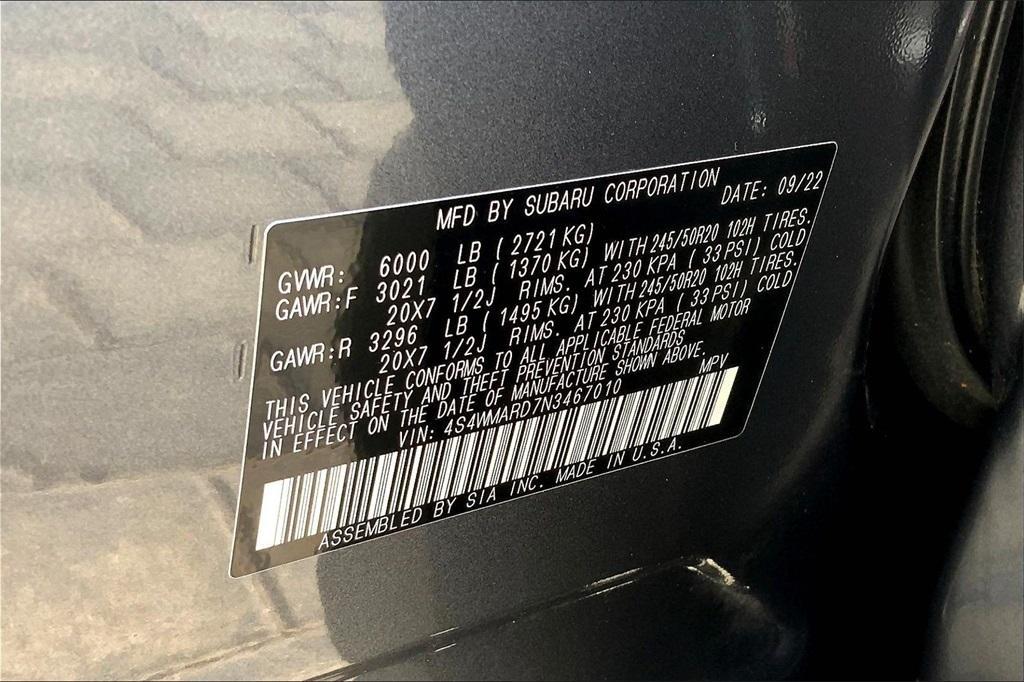 MFD BY SUBARU CORPORATION
DATE: 09/22
GVWR: 6000 LB ( 2721 KG)
GAWR:F 3021 LB ( 1370 KG) WITH 245/50R20 102H TIRES.
20X7 1/2J RIMS. AT 230 KPA ( 33 PSI) COLD
GAWR:R 3296 LB ( 1495 KG) WITH 245/50R20 102H TIRES.
20X7 1/2J RIMS. AT 230 KPA ( 33 PSI) COLD
THIS VEHICLE CONFORMS TO ALL APPLICABLE FEDERAL MOTOR
VEHICLE SAFETY AND THEFT PREVENTION STANDARDS
IN EFFECT ON THE DATE OF MANUFACTURE SHOWN ABOVE.
VIN: 4S4WMARD7N3467010 MPV
ASSEMBLED BY SIA INC. MADE IN U.S.A.